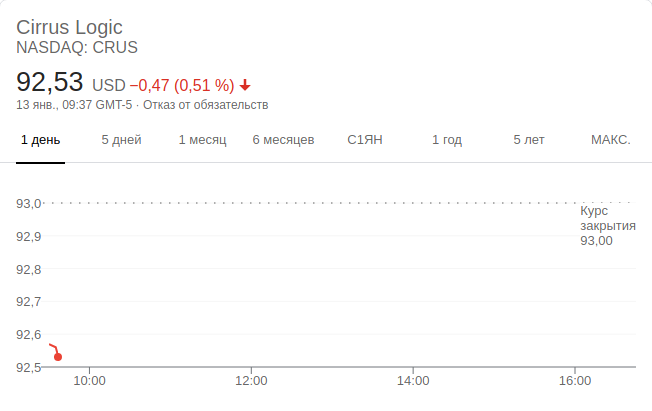 Cirrus Logic
NASDAQ: CRUS
92,53 USD −0,47 (0,51 %)
13 янв., 09:37 GMT-5 · Отказ от обязательств
1 день 5 дней 1 месяц 6 месяцев С1ЯН 1 год 5 лет МАКС.
93,0
Курс
закрытия
92,9
93,00
92,8
92,7
92,6
92,5
10:00 12:00 14:00 16:00